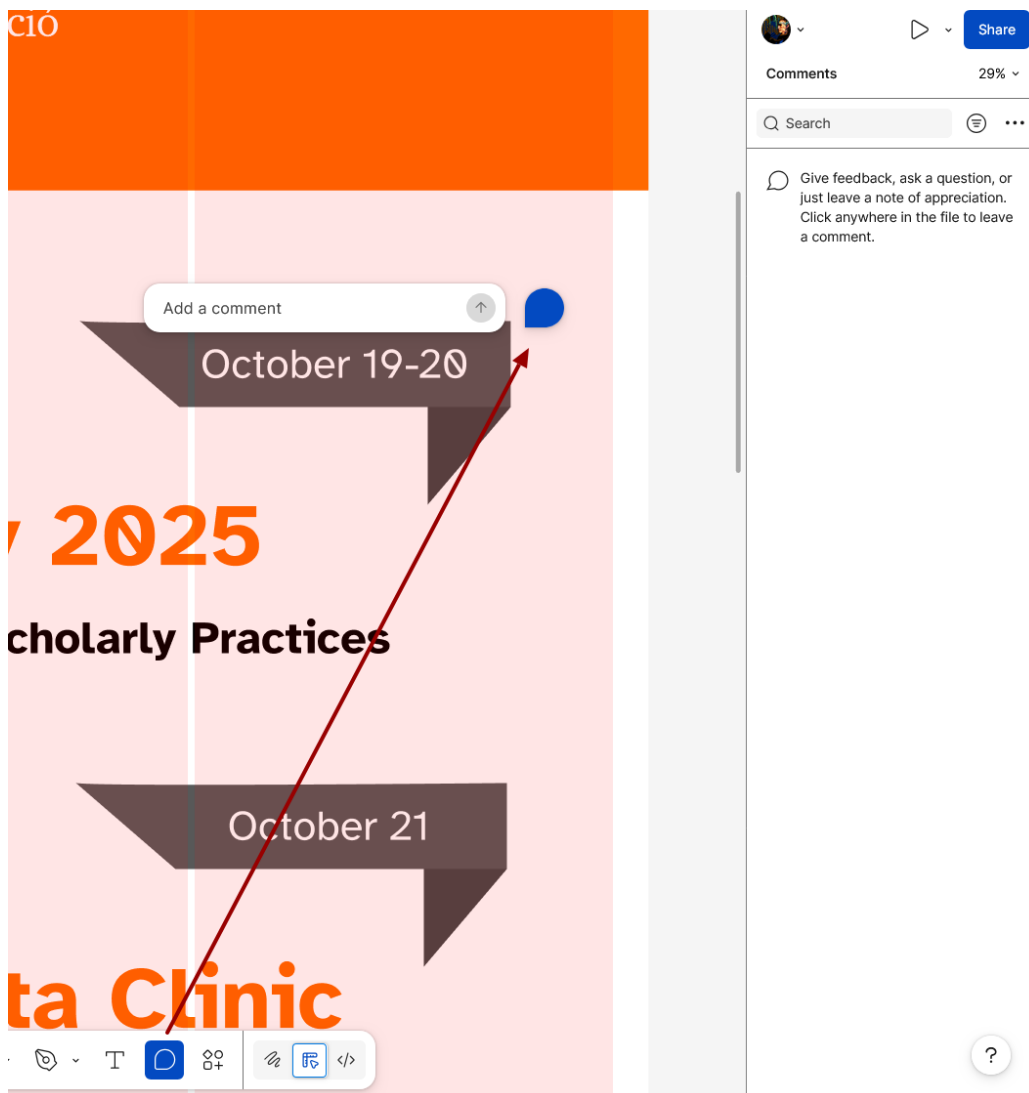 ció
Share
Comments
29%
Search
Give feedback, ask a question, or
just leave a note of appreciation.
Click anywhere in the file to leave
a comment.
Add a comment
October 19-20
y 2025
cholarly Practices
October 21
ta Clinic
T
</>
?